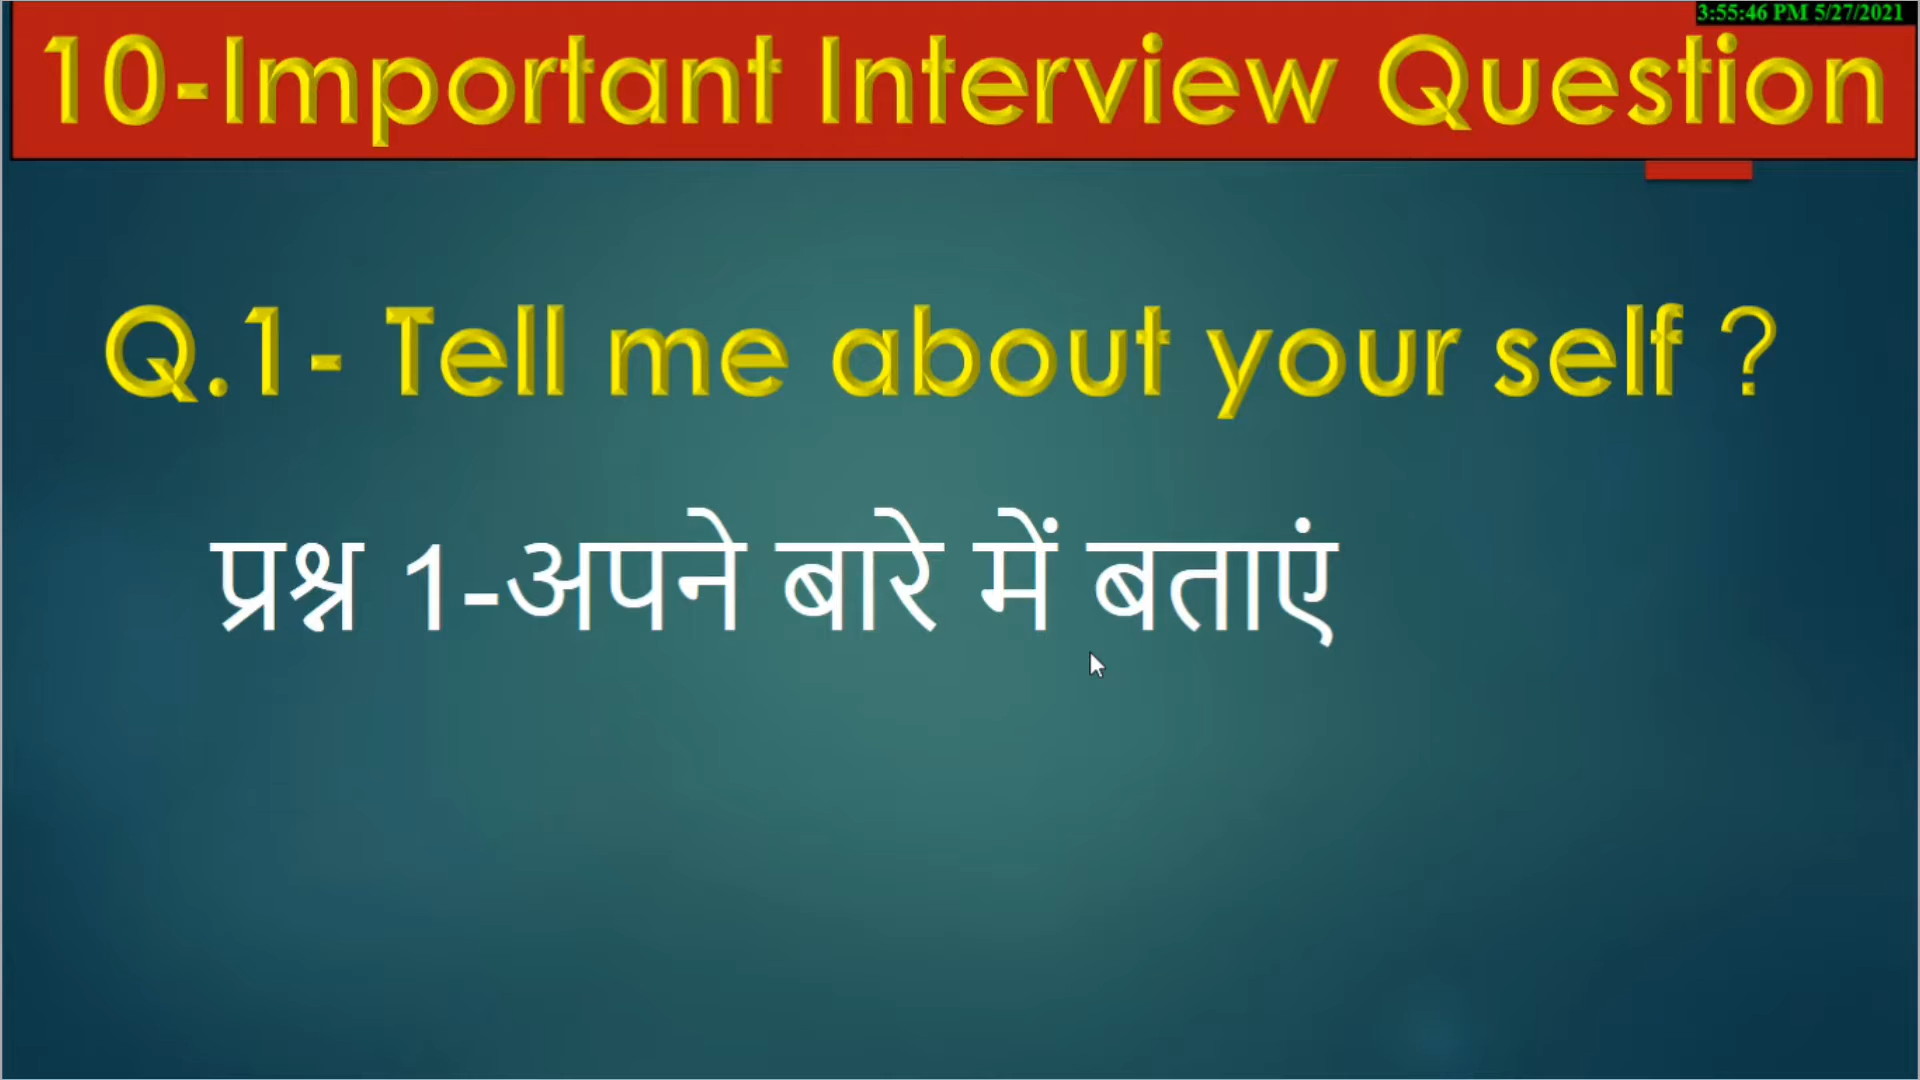 3:55:46 PM 5/27/2021
10-Important Interview Question
Q.1- Tell me about your self ?
प्रश्न 1-अपने बारे में बताएं